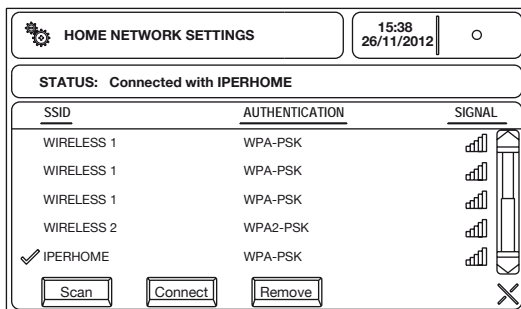 HOME NETWORK SETTINGS
15:38
26/11/2012
STATUS: Connected with IPERHOME
SSID AUTHENTICATION SIGNAL
WIRELESS 1 WPA-PSK
WIRELESS 1 WPA-PSK
WIRELESS 1 WPA-PSK
WIRELESS 2 WPA2-PSK
IPERHOME WPA-PSK
Scan Connect Remove